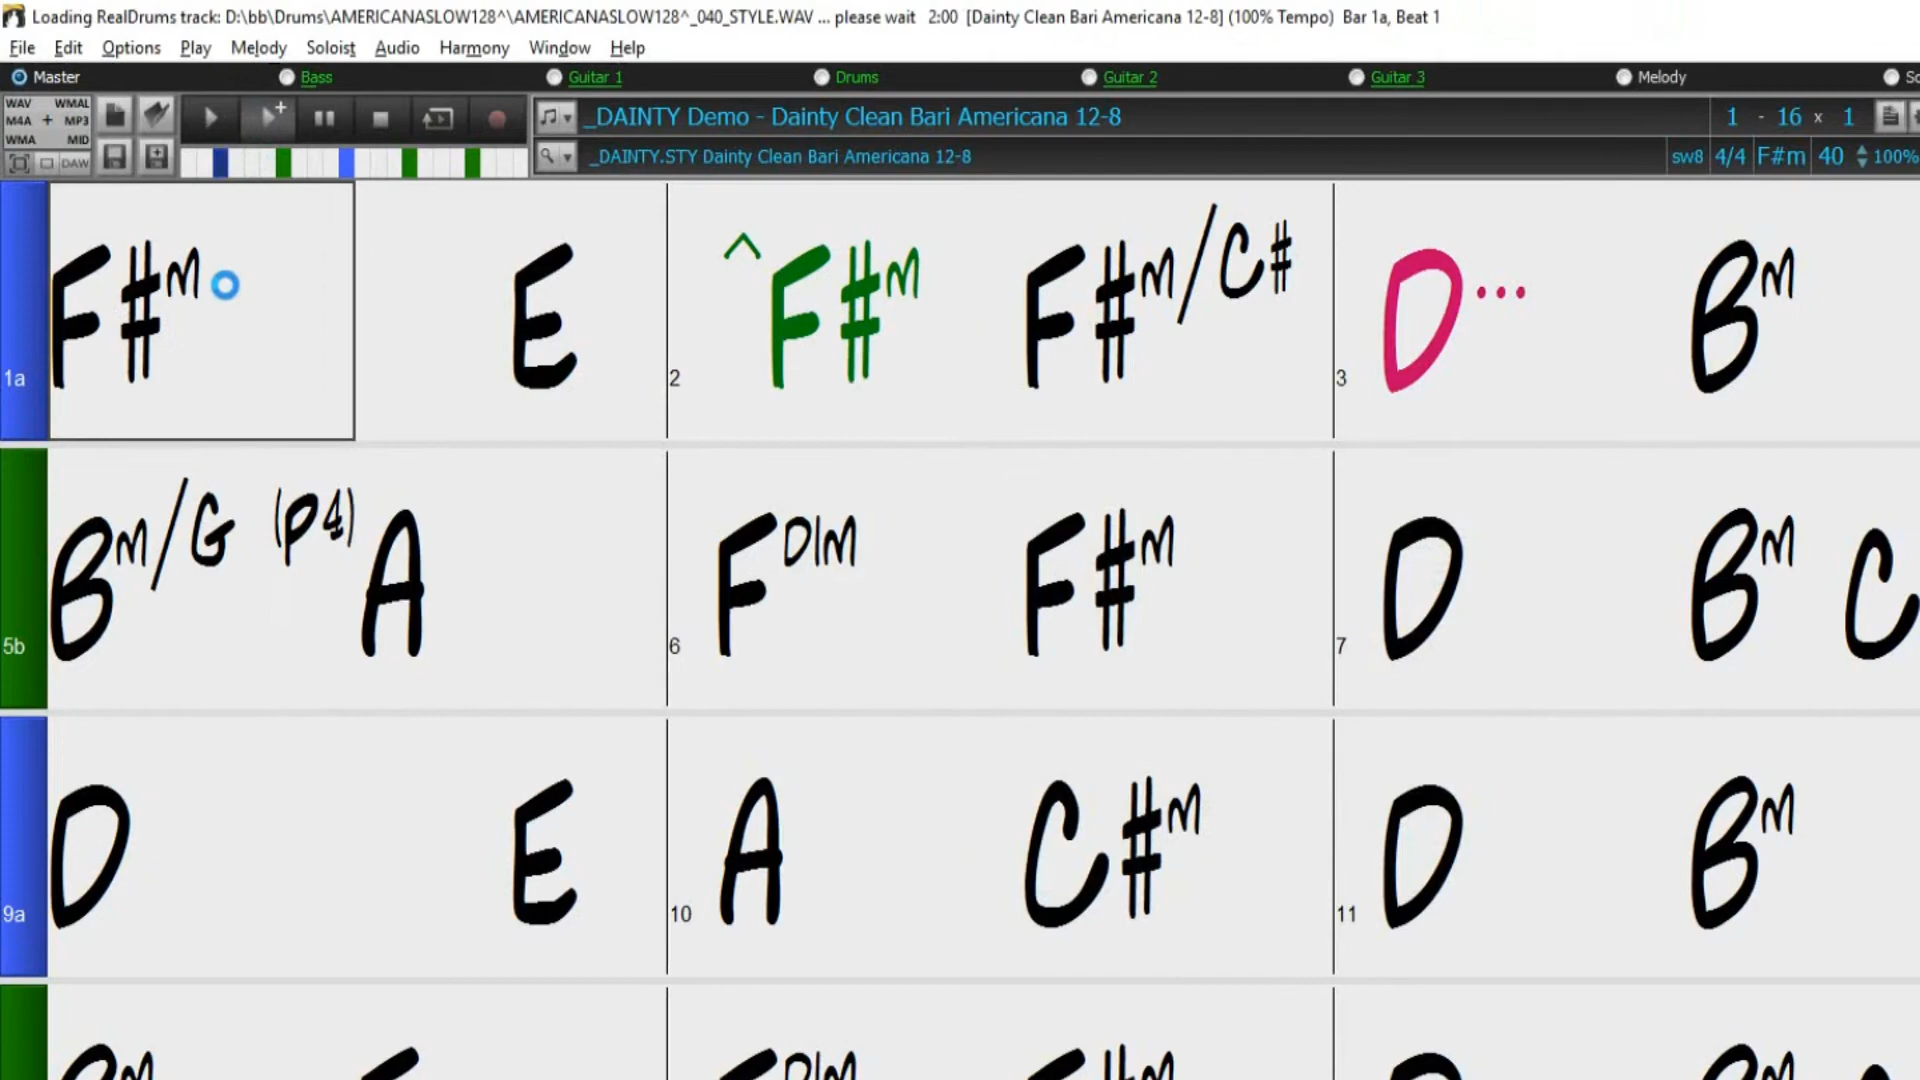 Loading RealDrums track: D:\bb\Drums\AMERICANASLOW128^\AMERICANASLOW128^_040_STYLE.WAV ... please wait   2:00  [Dainty Clean Bari Americana 12-8] (100% Tempo)  Bar 1a, Beat 1
File Edit Options Play Melody Soloist Audio Harmony Window Help
Master Bass Guitar 1 Drums Guitar 2 Guitar 3 Melody
WAV WMAL
M4A + MP3
WMA MID
DAW
_DAINTY Demo - Dainty Clean Bari Americana 12-8 1 - 16 x 1
_DAINTY.STY Dainty Clean Bari Americana 12-8 sw8 4/4 F#m 40 100%
1a F#m E 2 ^F#m F#m/C# 3 D... Bm
5b Bm/G (p4) A 6 Fdim F#m 7 D Bm C
9a D E 10 A C#m 11 D Bm